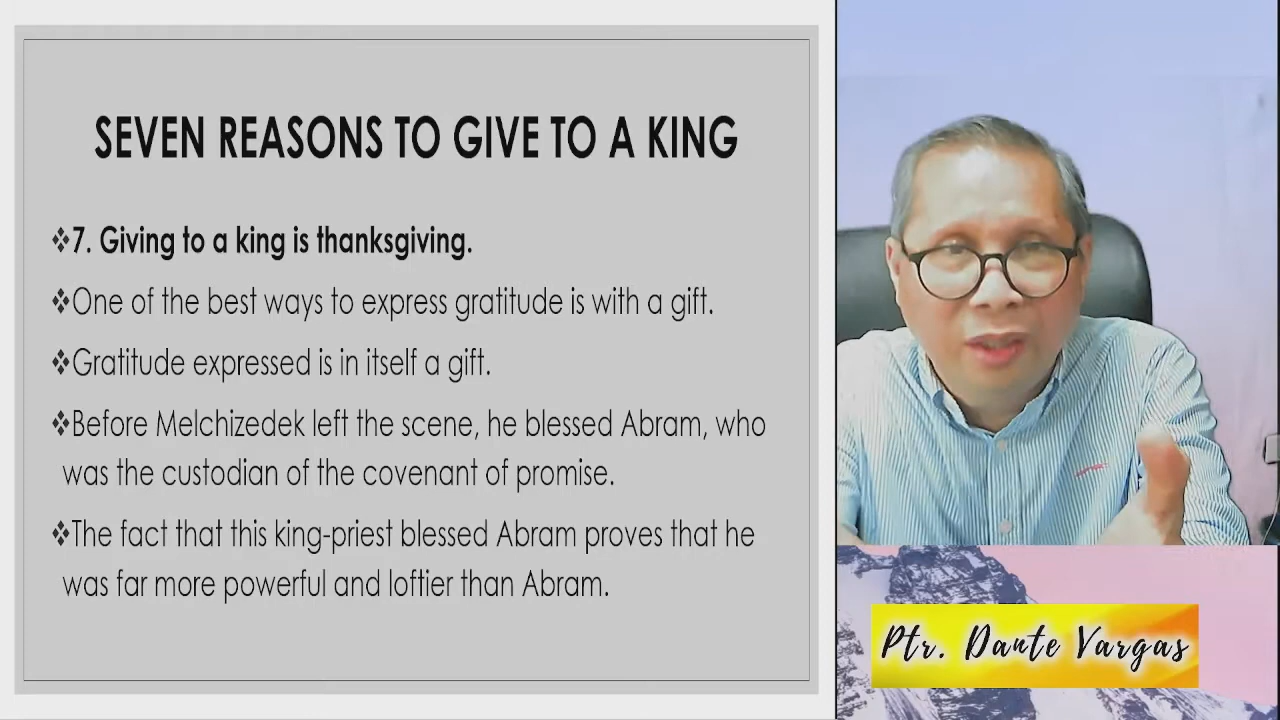 SEVEN REASONS TO GIVE TO A KING
❖7. Giving to a king is thanksgiving.
❖One of the best ways to express gratitude is with a gift.
❖Gratitude expressed is in itself a gift.
❖Before Melchizedek left the scene, he blessed Abram, who
was the custodian of the covenant of promise.
❖The fact that this king-priest blessed Abram proves that he
was far more powerful and loftier than Abram.
Ptr. Dante Vargas